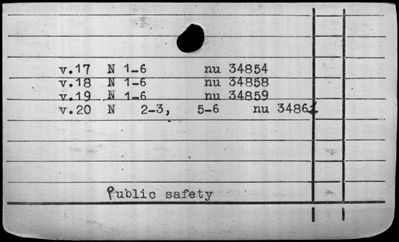 v.17 N 1-6 nu 34854
v.18 N 1-6 nu 34858
v.19 N 1-6 nu 34859
v.20 N 2-3, 5-6 nu 34861
Public safety